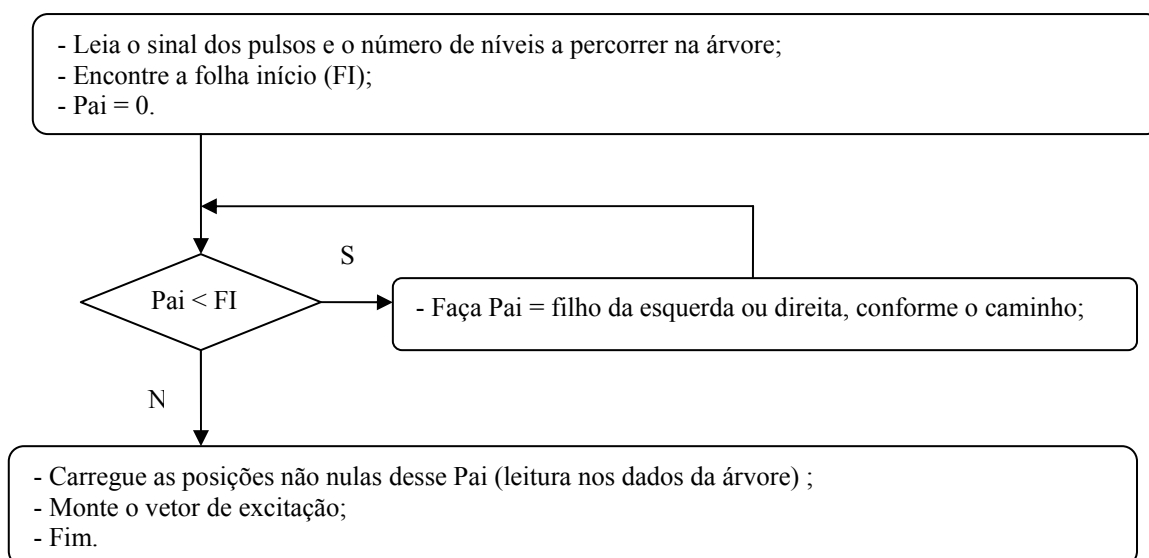 - Leia o sinal dos pulsos e o número de níveis a percorrer na árvore;
- Encontre a folha início (FI);
- Pai = 0.
S
Pai < FI
- Faça Pai = filho da esquerda ou direita, conforme o caminho;
N
- Carregue as posições não nulas desse Pai (leitura nos dados da árvore) ;
- Monte o vetor de excitação;
- Fim.